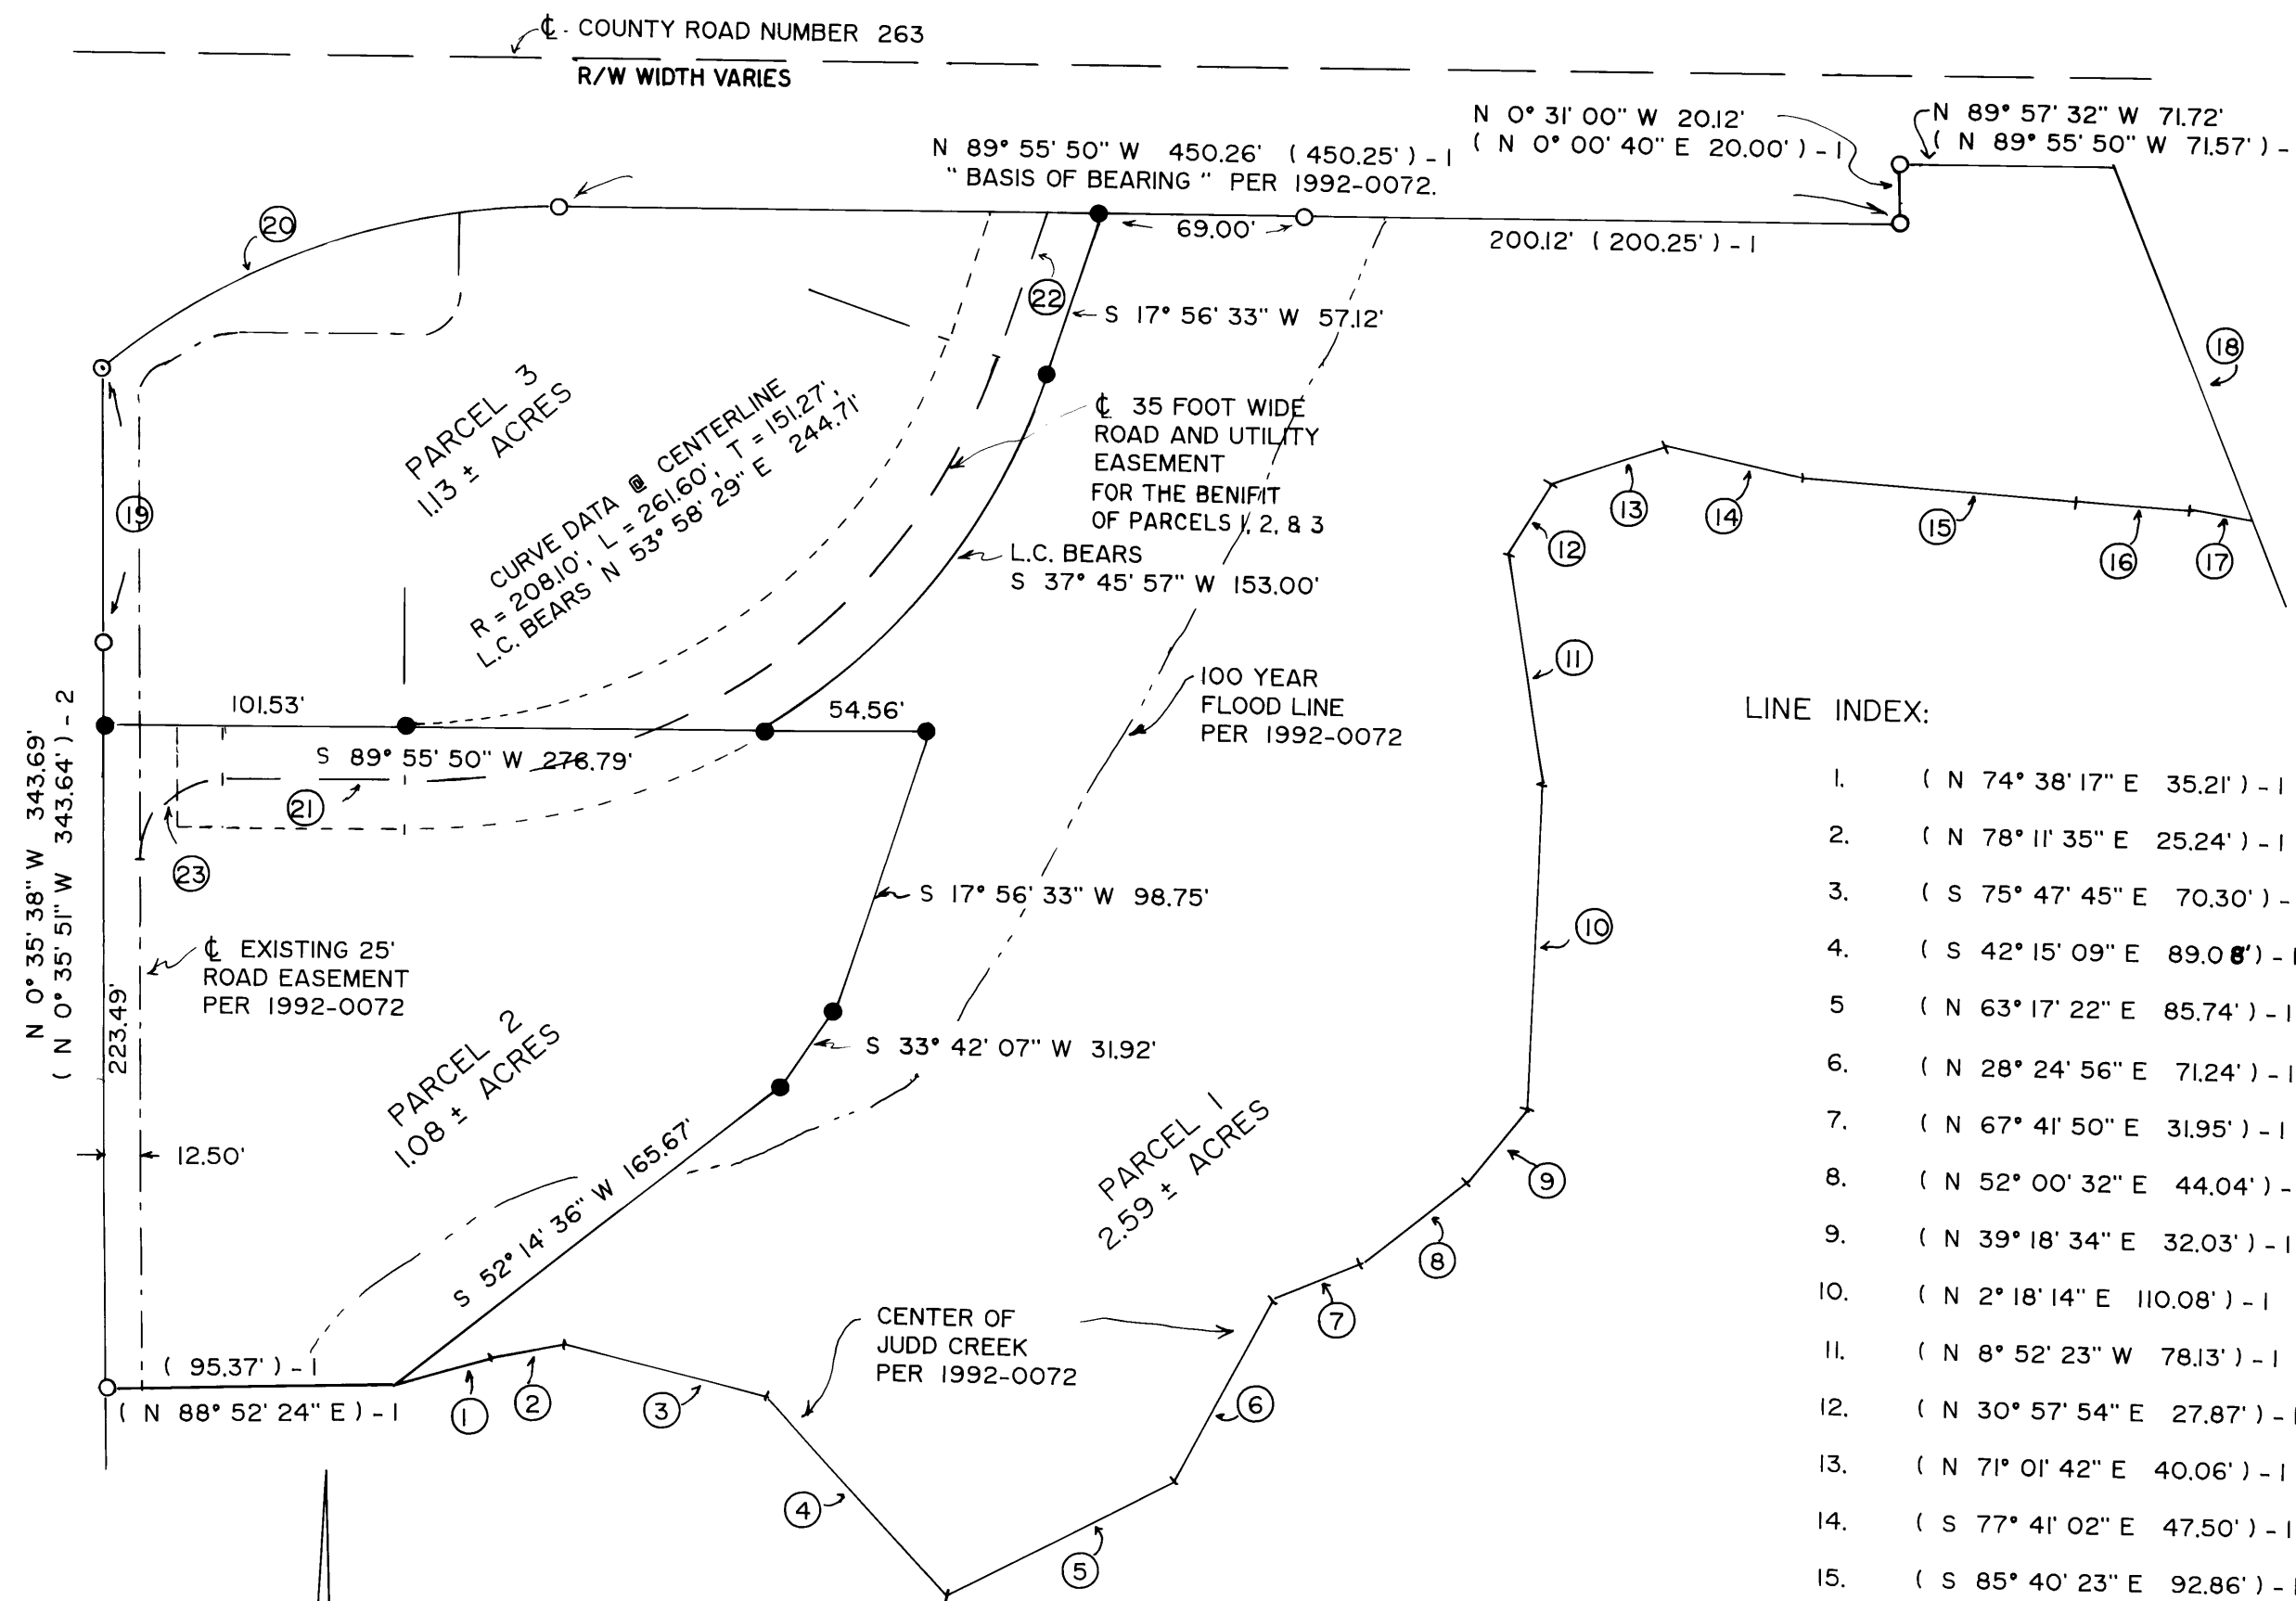 ℄ - COUNTY ROAD NUMBER 263
R/W WIDTH VARIES
N 0° 31' 00" W 20.12'
( N 0° 00' 40" E 20.00' ) - 1
N 89° 57' 32" W 71.72'
( N 89° 55' 50" W 71.57' ) -
N 89° 55' 50" W 450.26' ( 450.25' ) - 1
" BASIS OF BEARING " PER 1992-0072.
20
69.00'
200.12' ( 200.25' ) - 1
22
S 17° 56' 33" W 57.12'
18
PARCEL 3
1.13 ± ACRES
CURVE DATA @ CENTERLINE
R = 208.10', L = 261.60', T = 151.27',
L.C. BEARS N 53° 58' 29" E 244.71'
℄ 35 FOOT WIDE
ROAD AND UTILITY
EASEMENT
FOR THE BENIFIT
OF PARCELS 1, 2, & 3
L.C. BEARS
S 37° 45' 57" W 153.00'
19
13
14
15
12
16
17
11
100 YEAR
FLOOD LINE
PER 1992-0072
101.53'
54.56'
S 89° 55' 50" W 276.79'
21
23
N 0° 35' 38" W 343.69'
( N 0° 35' 51" W 343.64' ) - 2
223.49'
S 17° 56' 33" W 98.75'
10
℄ EXISTING 25'
ROAD EASEMENT
PER 1992-0072
S 33° 42' 07" W 31.92'
PARCEL 2
1.08 ± ACRES
12.50'
S 52° 14' 36" W 165.67'
PARCEL 1
2.59 ± ACRES
9
8
7
CENTER OF
JUDD CREEK
PER 1992-0072
( 95.37' ) - 1
( N 88° 52' 24" E ) - 1
1
2
3
6
4
5
LINE INDEX:
1. ( N 74° 38' 17" E 35.21' ) - 1
2. ( N 78° 11' 35" E 25.24' ) - 1
3. ( S 75° 47' 45" E 70.30' ) -
4. ( S 42° 15' 09" E 89.08' ) - 1
5 ( N 63° 17' 22" E 85.74' ) - 1
6. ( N 28° 24' 56" E 71.24' ) - 1
7. ( N 67° 41' 50" E 31.95' ) - 1
8. ( N 52° 00' 32" E 44.04' ) -
9. ( N 39° 18' 34" E 32.03' ) - 1
10. ( N 2° 18' 14" E 110.08' ) - 1
11. ( N 8° 52' 23" W 78.13' ) - 1
12. ( N 30° 57' 54" E 27.87' ) - 1
13. ( N 71° 01' 42" E 40.06' ) - 1
14. ( S 77° 41' 02" E 47.50' ) - 1
15. ( S 85° 40' 23" E 92.86' ) - 1